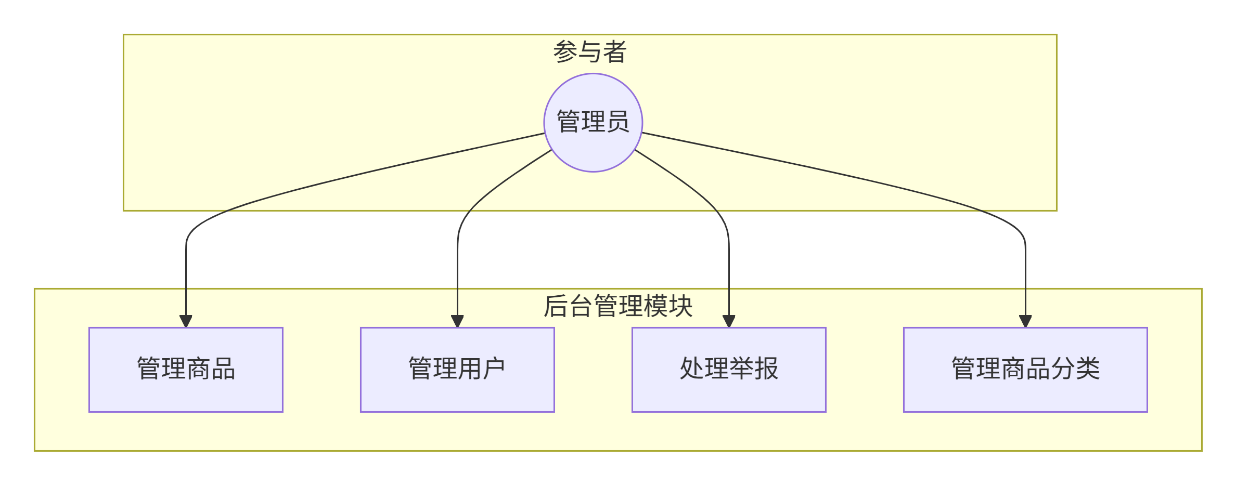 参与者
管理员
后台管理模块
管理商品
管理用户
处理举报
管理商品分类